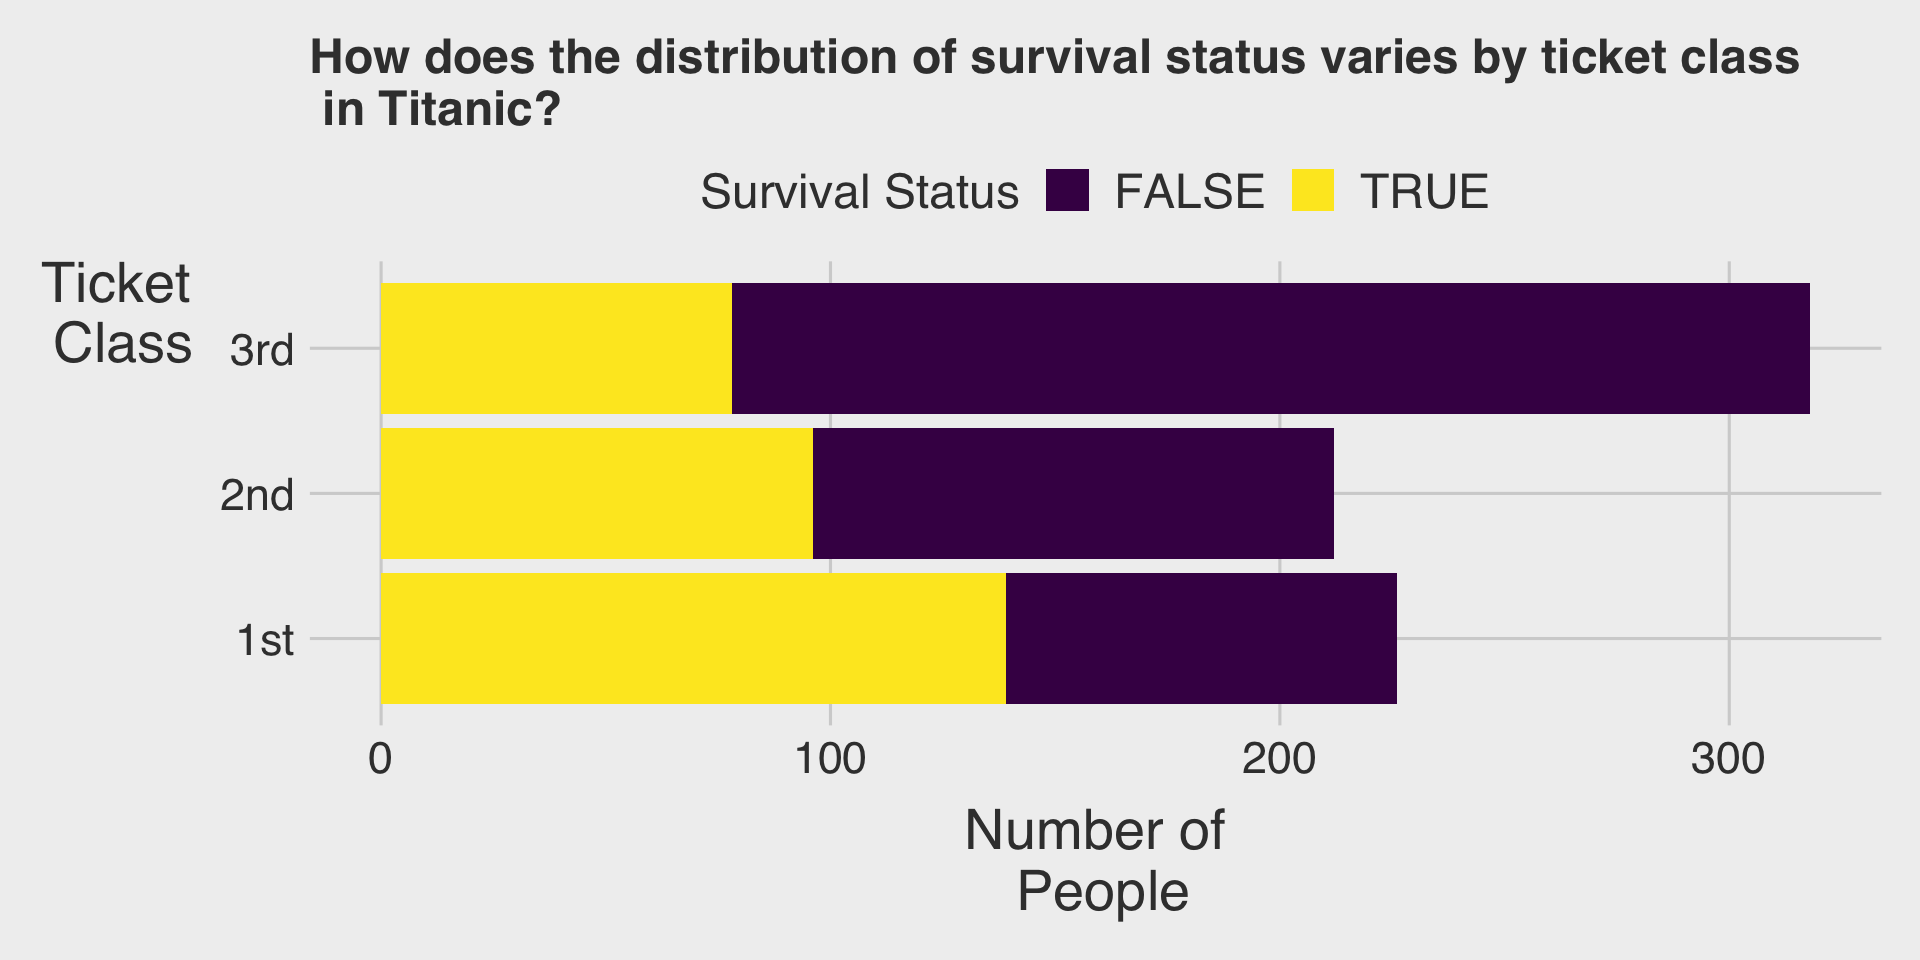 How does the distribution of survival status varies by ticket class
in Titanic?
Survival Status FALSE TRUE
Ticket
Class
3rd
2nd
1st
0 100 200 300
Number of
People